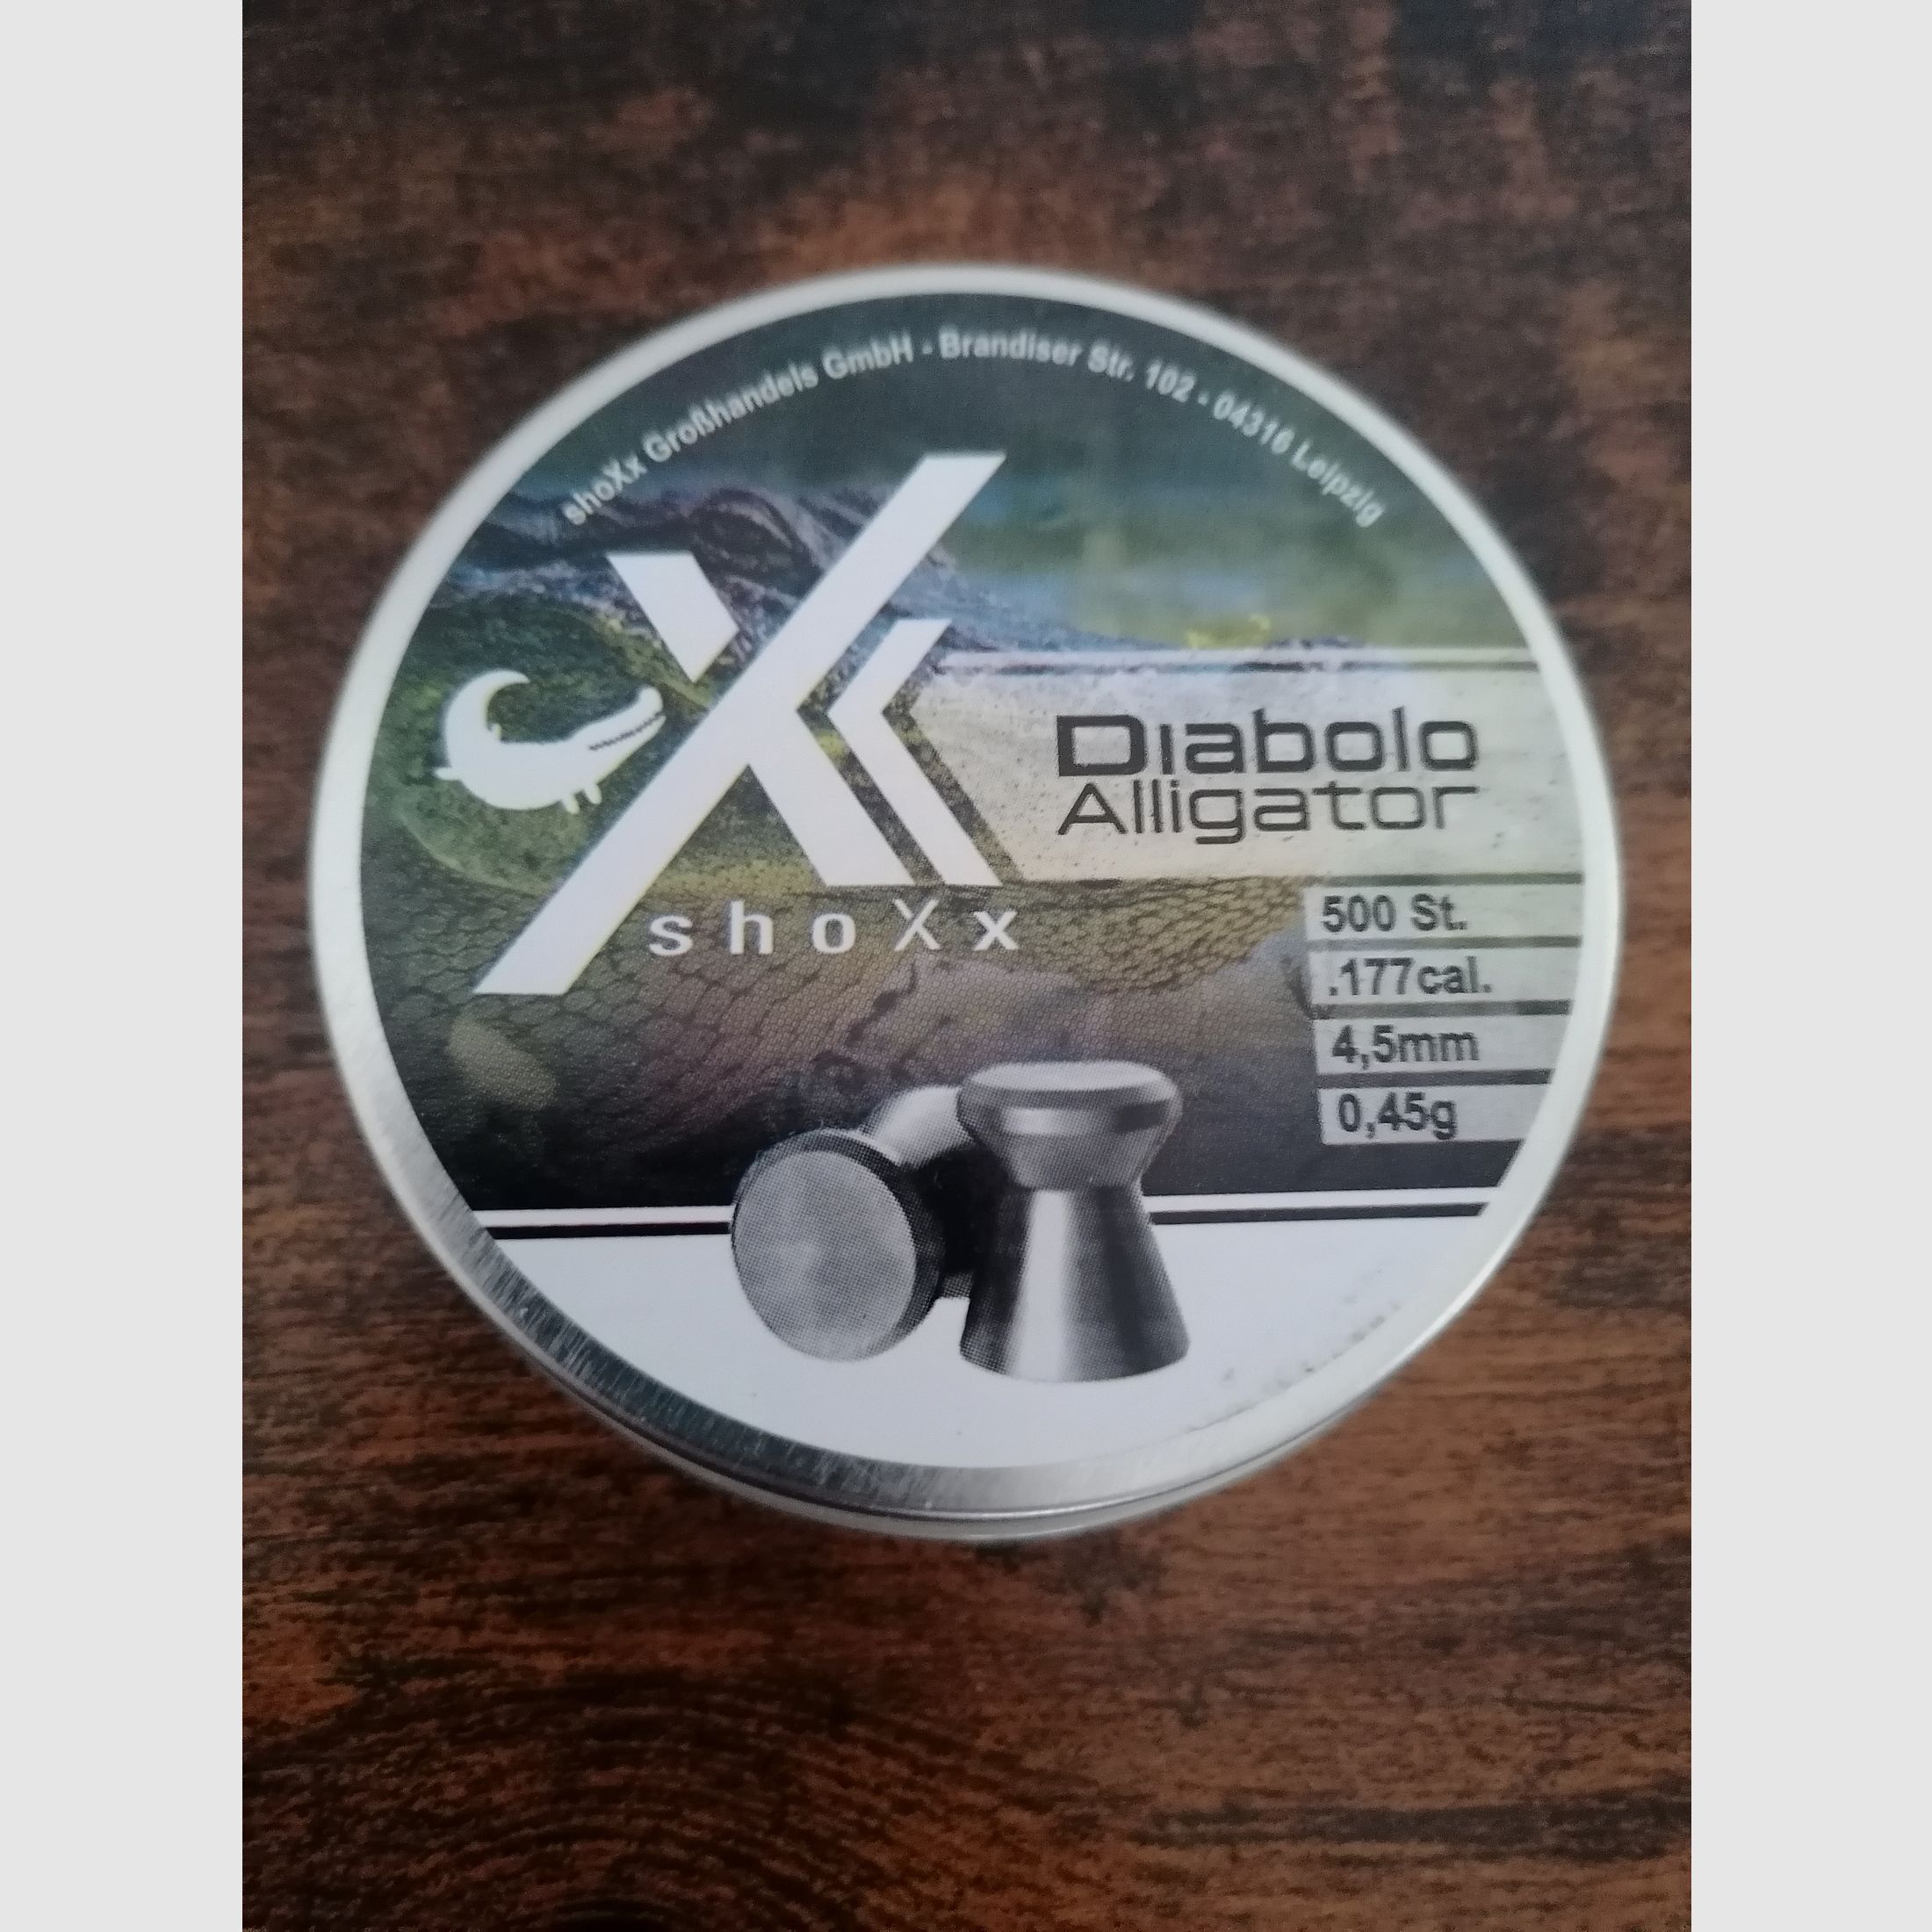 shoXx Großhandels GmbH - Brandiser Str. 102 - 04316 Leipzig
shoXx
Diabolo
Alligator
500 St.
.177cal.
4,5mm
0,45g